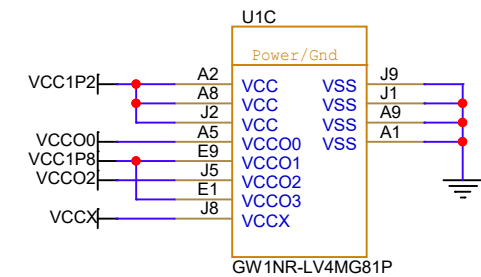 U1C
Power/Gnd
VCC1P2 A2 VCC VSS J9
A8 VCC VSS J1
J2 VCC VSS A9
VCCO0 A5 VCCO0 VSS A1
VCC1P8 E9 VCCO1
VCCO2 J5 VCCO2
E1 VCCO3
VCCX J8 VCCX
GW1NR-LV4MG81P